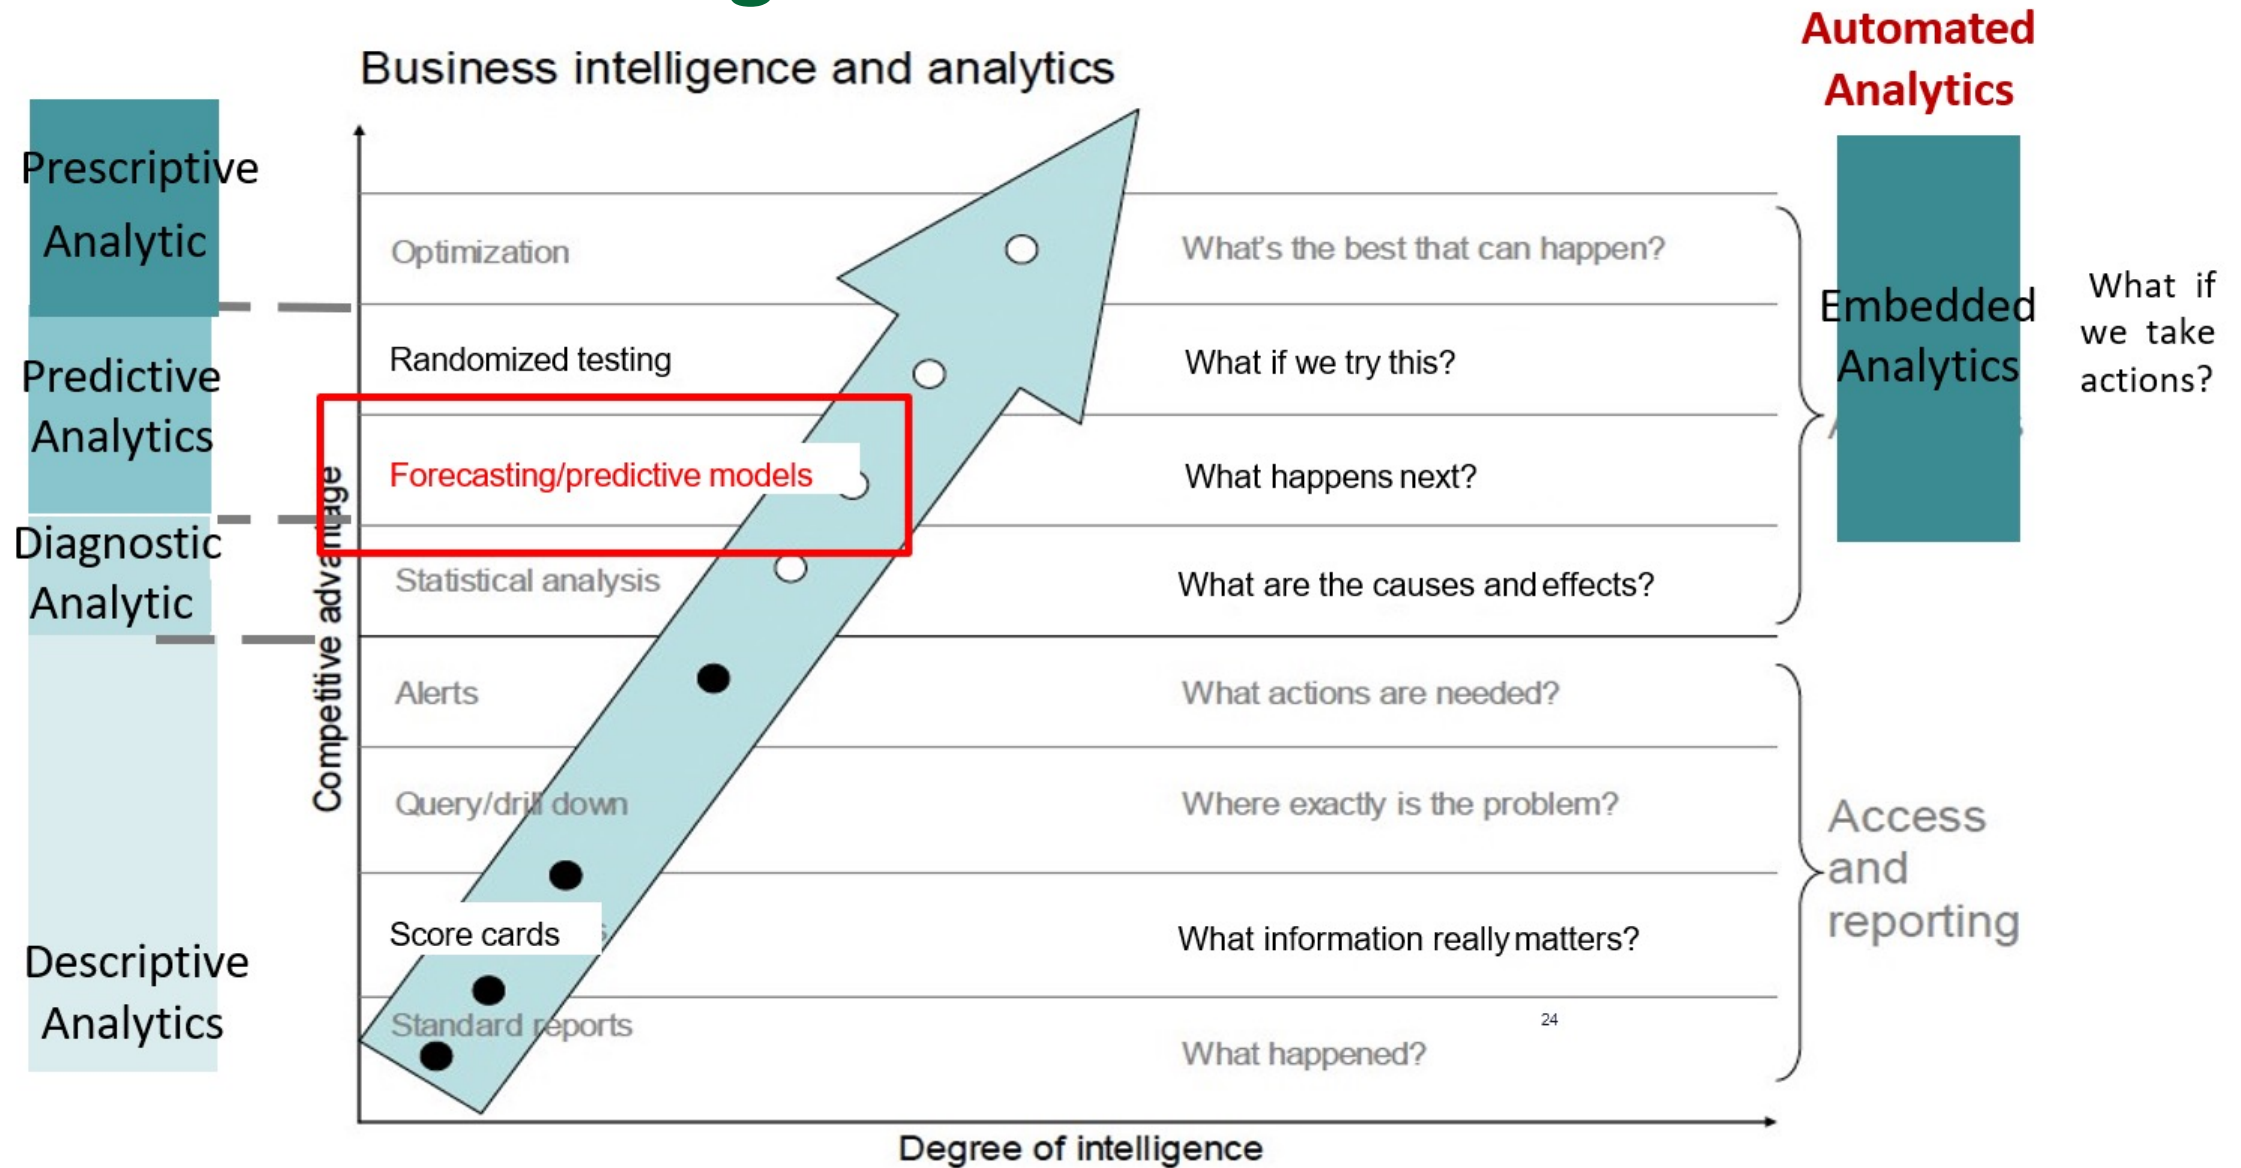 Business intelligence and analytics
Automated
Analytics
Prescriptive
Analytic
Predictive
Analytics
Diagnostic
Analytic
Descriptive
Analytics
Competitive advantage
Optimization
What's the best that can happen?
Randomized testing
What if we try this?
Forecasting/predictive models
What happens next?
Statistical analysis
What are the causes and effects?
Alerts
What actions are needed?
Query/drill down
Where exactly is the problem?
Score cards
What information really matters?
Standard reports
What happened?
24
Degree of intelligence
Embedded
Analytics
What if
we take
actions?
Access
and
reporting